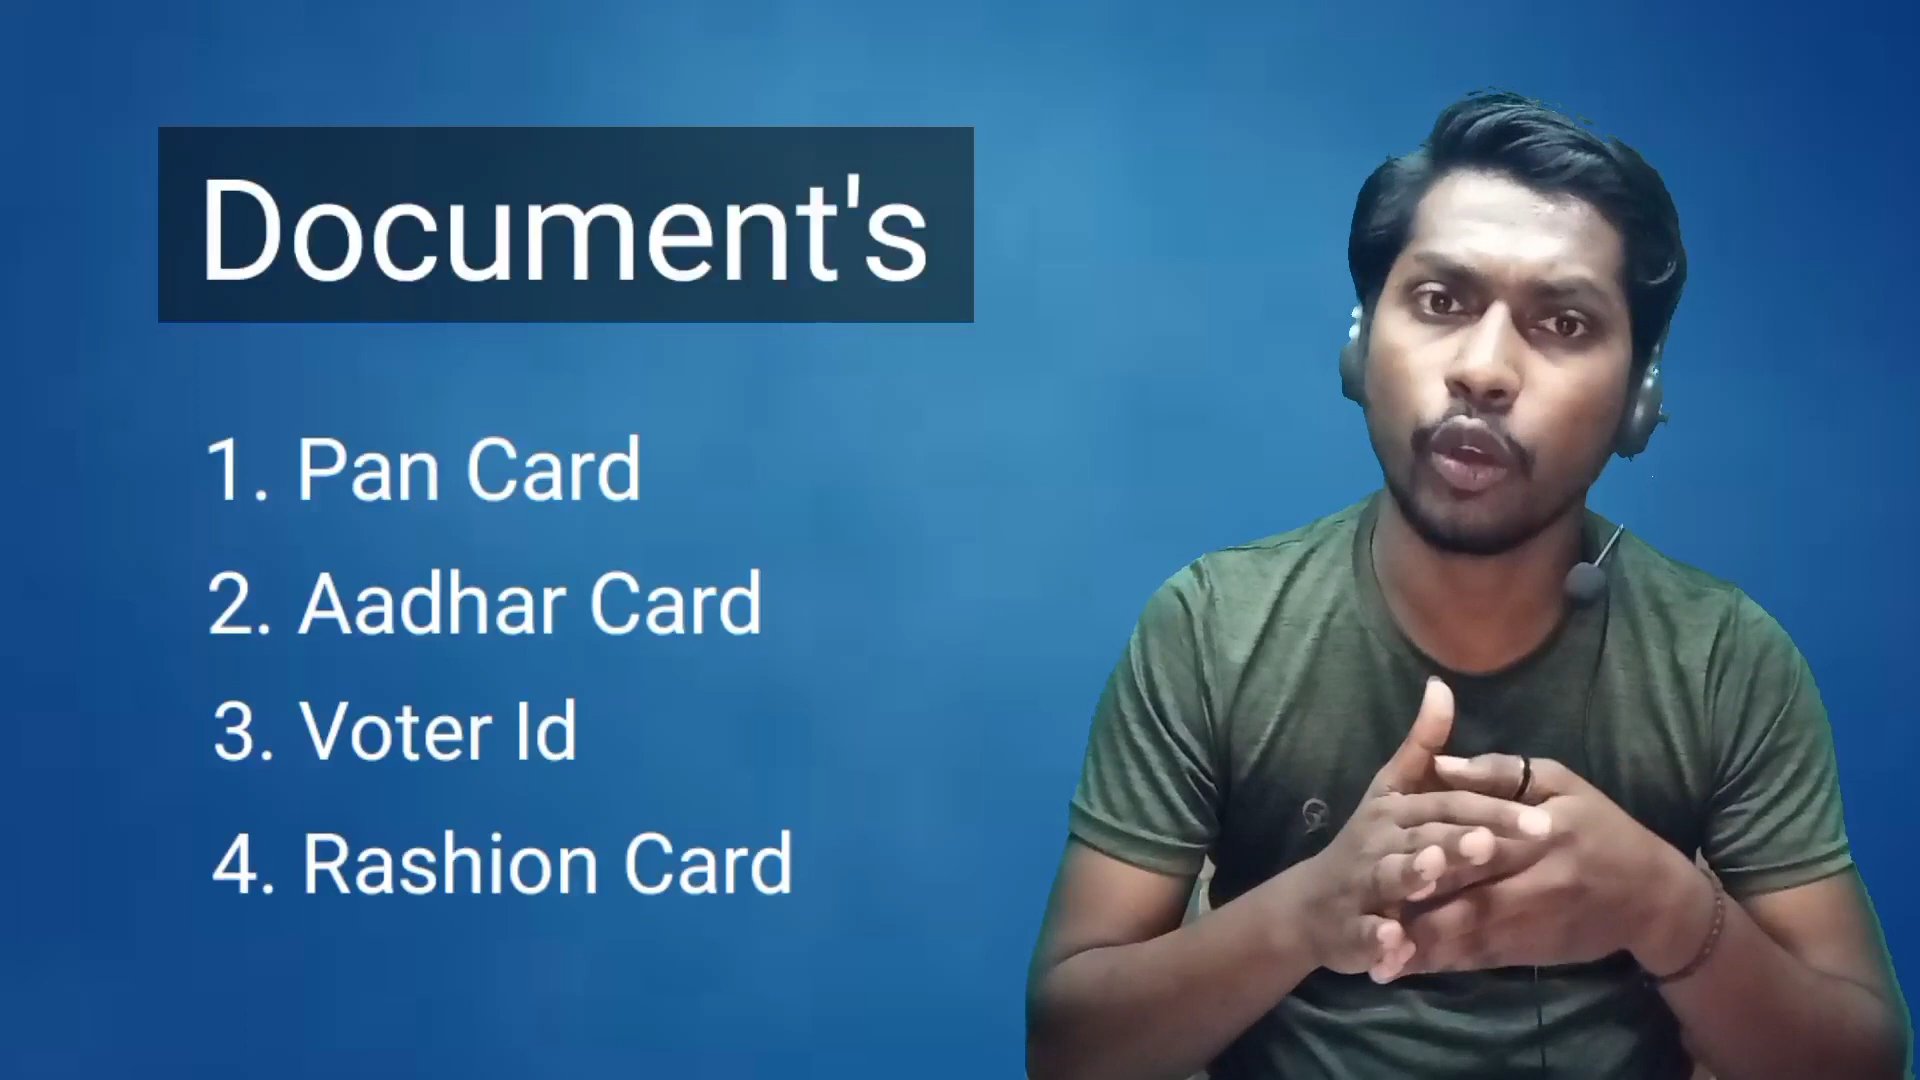 Document's
1. Pan Card
2. Aadhar Card
3. Voter Id
4. Rashion Card